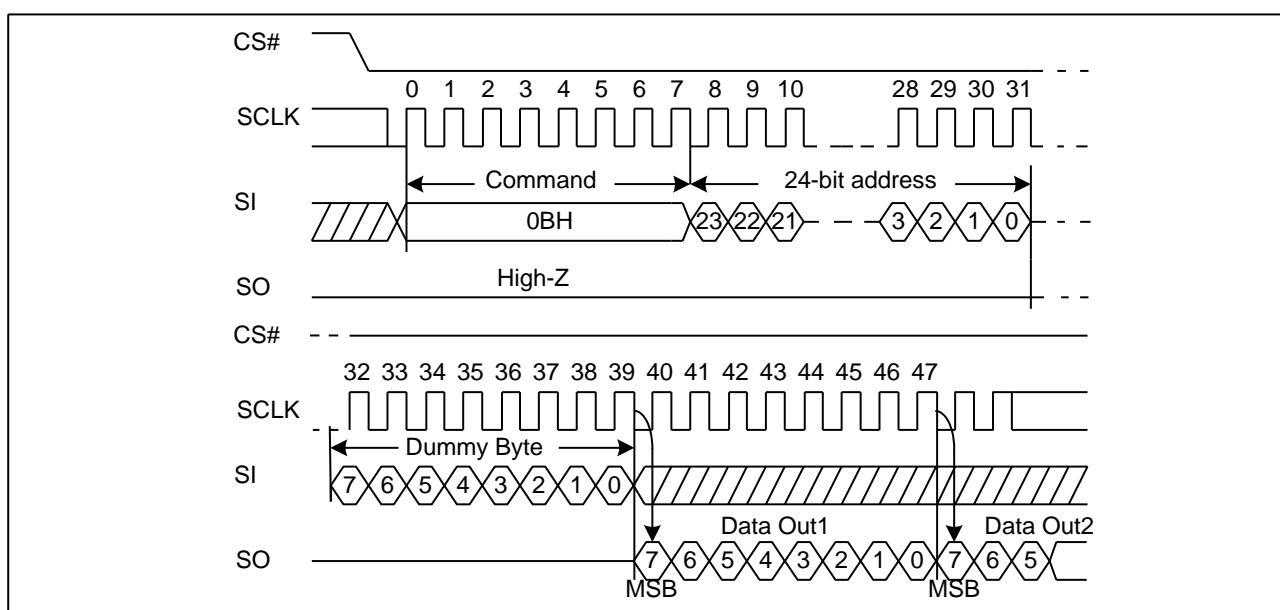 CS#
0 1 2 3 4 5 6 7 8 9 10 28 29 30 31
SCLK
Command 24-bit address
SI
0BH 23 22 21 3 2 1 0
High-Z
SO
CS#
32 33 34 35 36 37 38 39 40 41 42 43 44 45 46 47
SCLK
Dummy Byte
SI
7 6 5 4 3 2 1 0
Data Out1 Data Out2
SO
7 6 5 4 3 2 1 0 7 6 5
MSB MSB